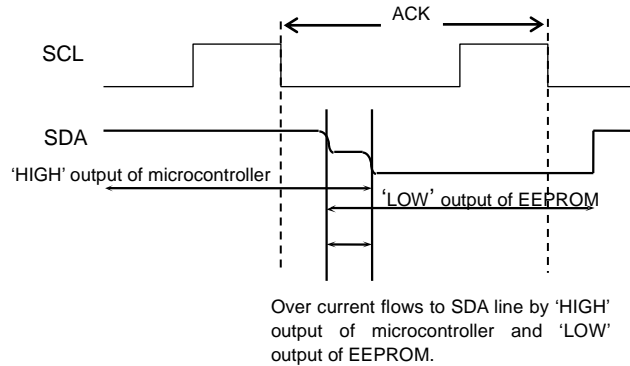 ACK
SCL
SDA
‘HIGH’ output of microcontroller
‘LOW’ output of EEPROM
Over current flows to SDA line by ‘HIGH’
output of microcontroller and ‘LOW’
output of EEPROM.